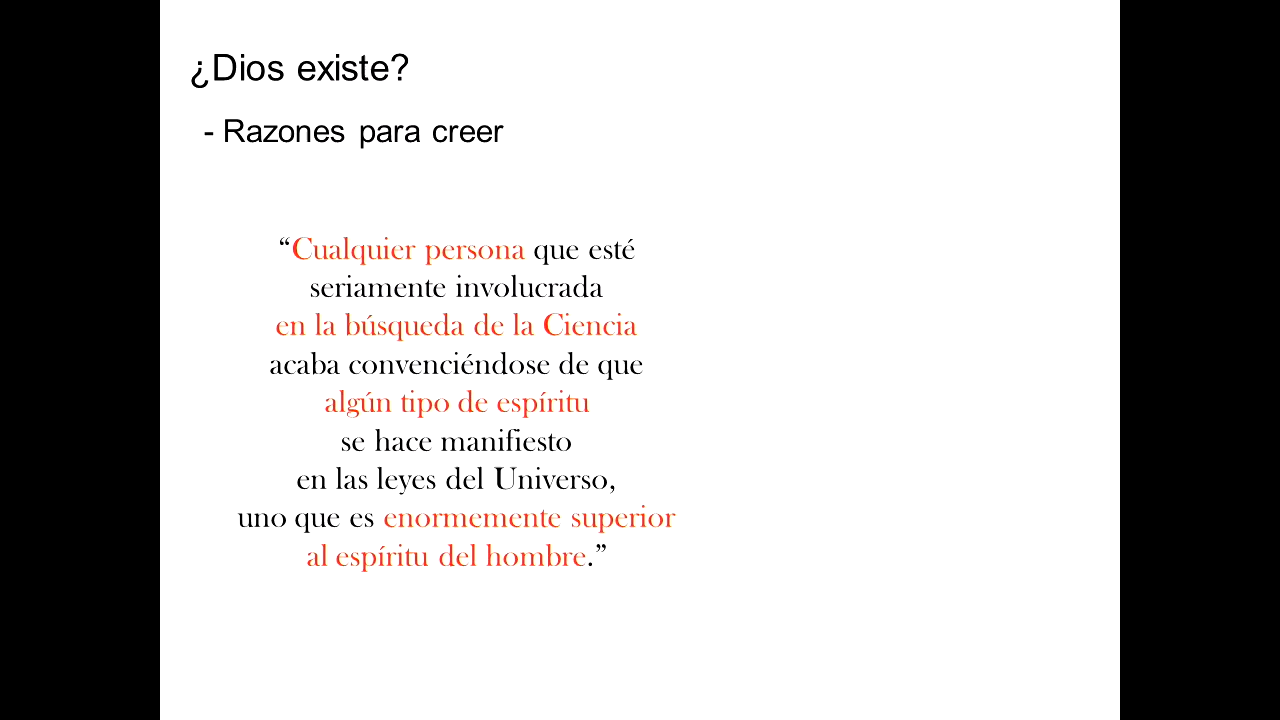 ¿Dios existe?
- Razones para creer
“Cualquier persona que esté
seriamente involucrada
en la búsqueda de la Ciencia
acaba convenciéndose de que
algún tipo de espíritu
se hace manifiesto
en las leyes del Universo,
uno que es enormemente superior
al espíritu del hombre.”